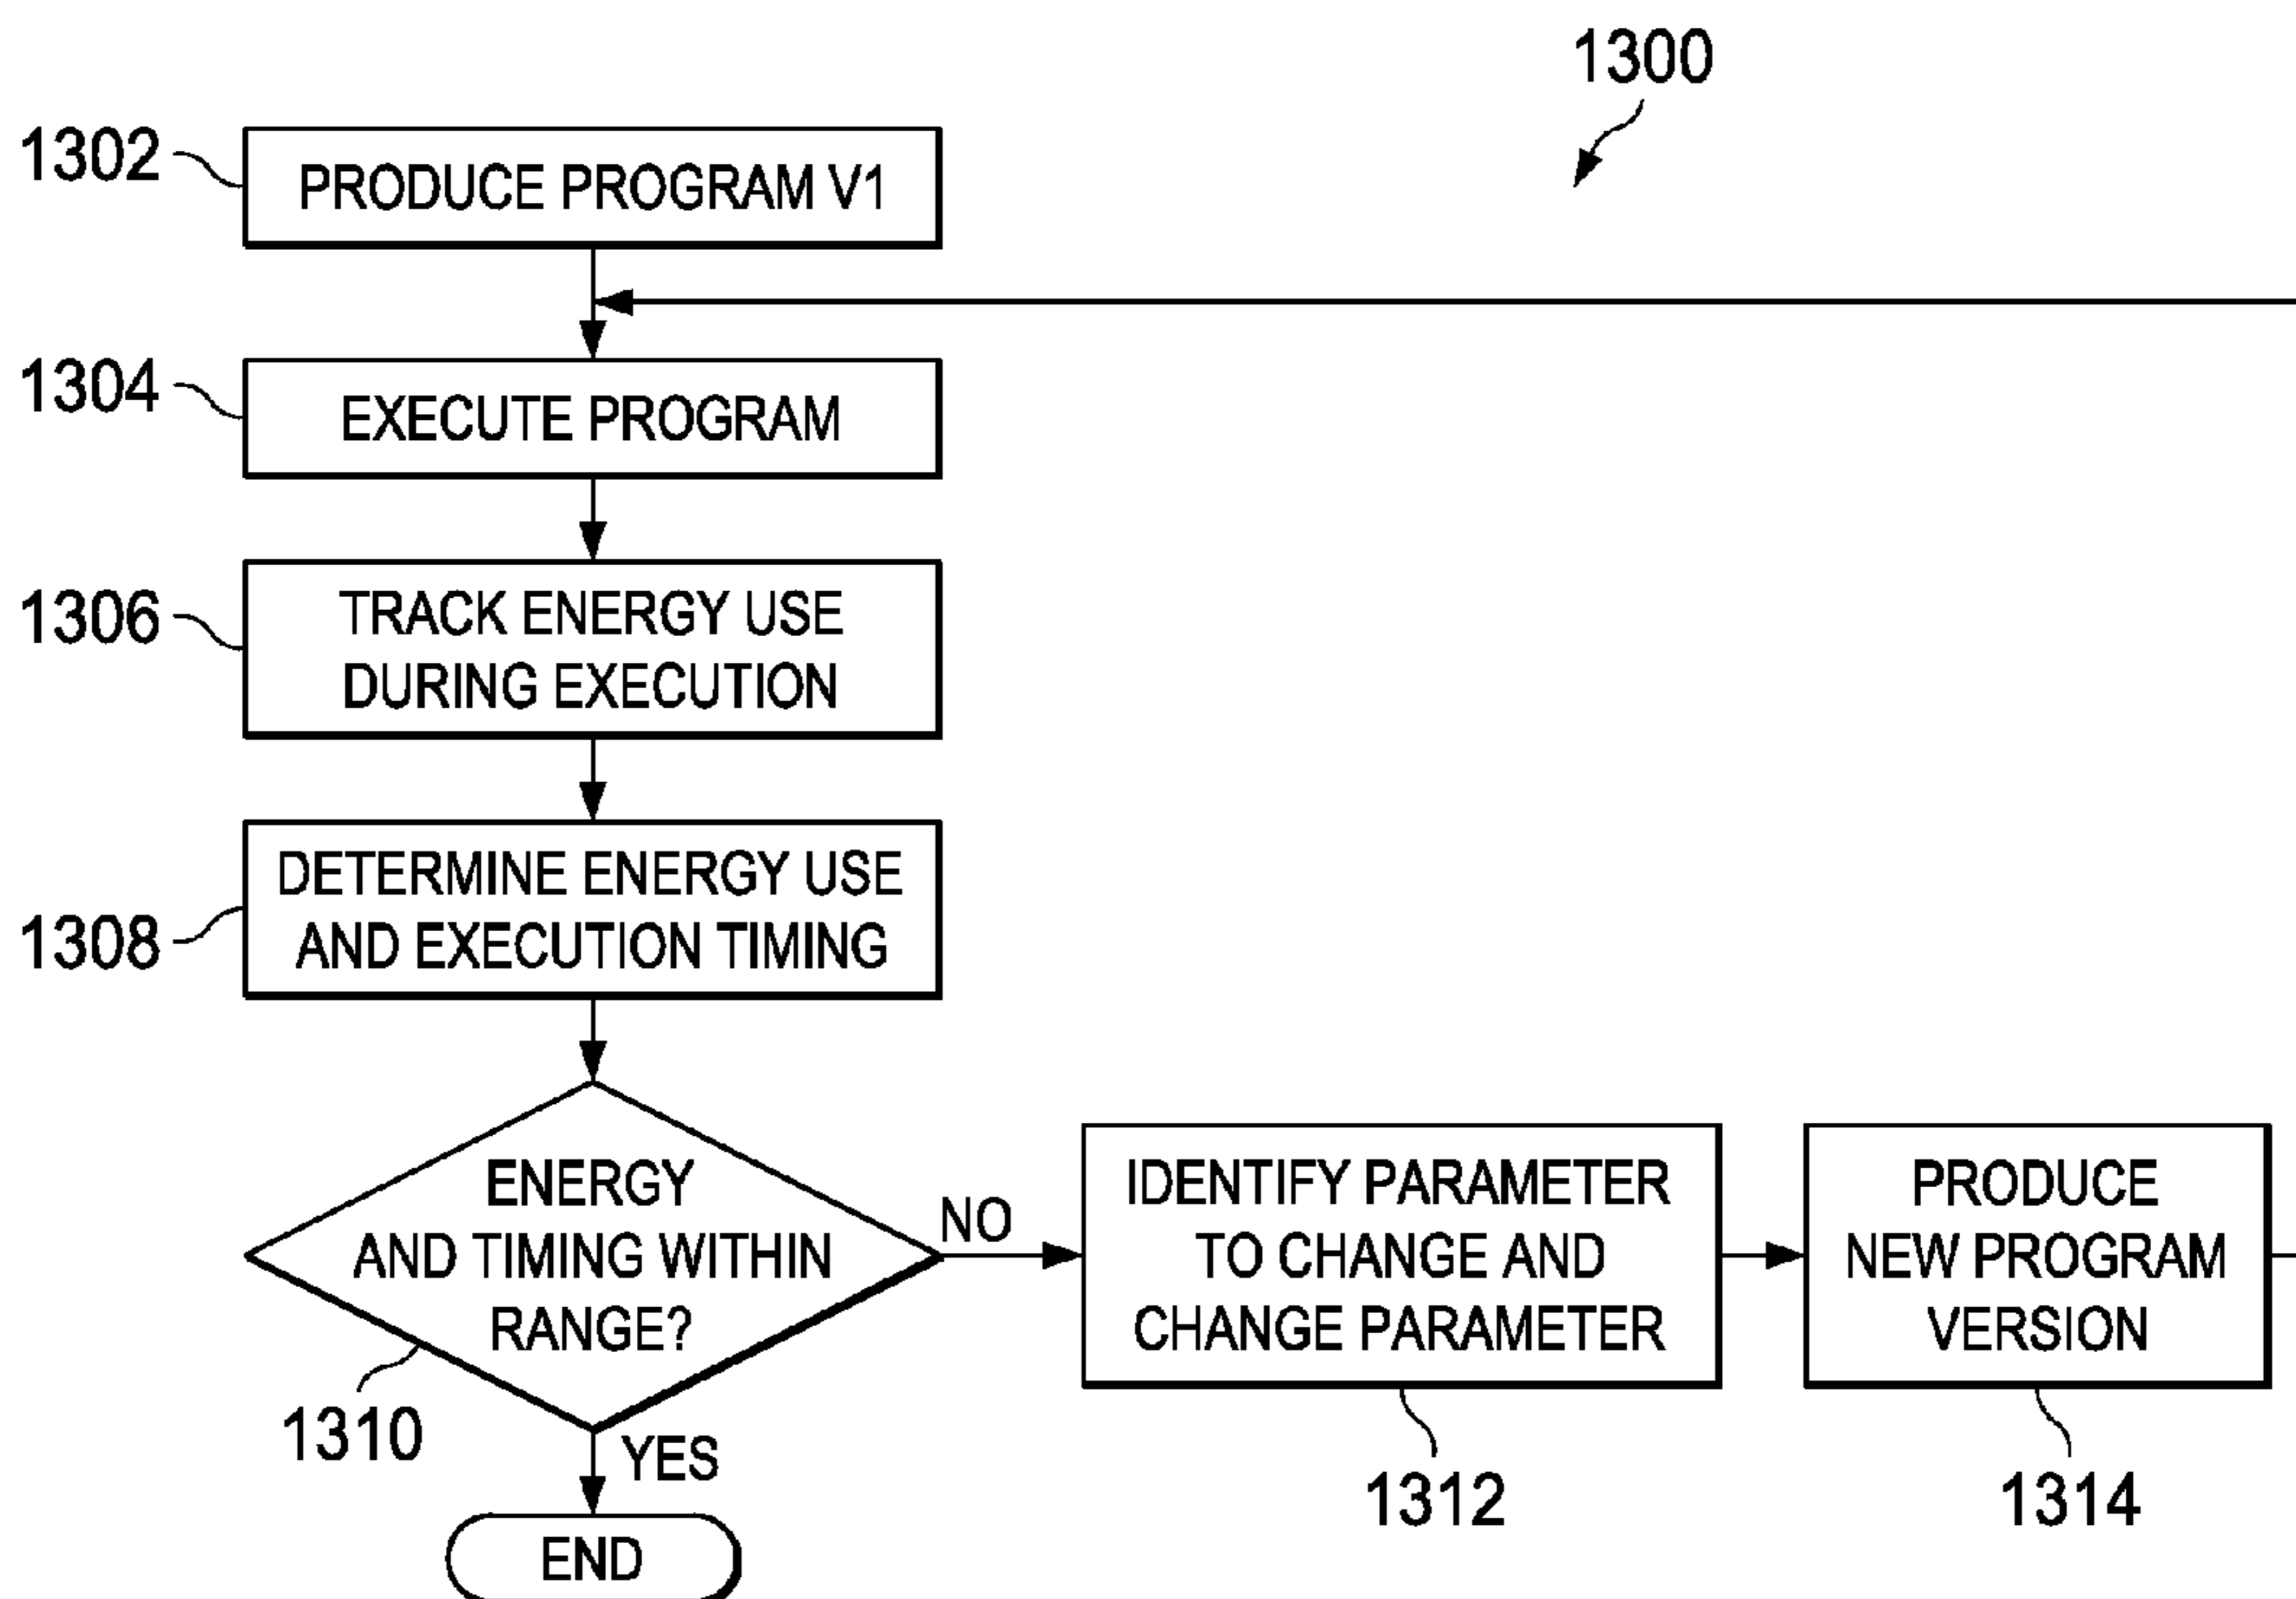 1300
1302
PRODUCE PROGRAM V1
1304
EXECUTE PROGRAM
1306
TRACK ENERGY USE
DURING EXECUTION
1308
DETERMINE ENERGY USE
AND EXECUTION TIMING
ENERGY
AND TIMING WITHIN
RANGE?
1310
NO
IDENTIFY PARAMETER
TO CHANGE AND
CHANGE PARAMETER
1312
PRODUCE
NEW PROGRAM
VERSION
1314
YES
END